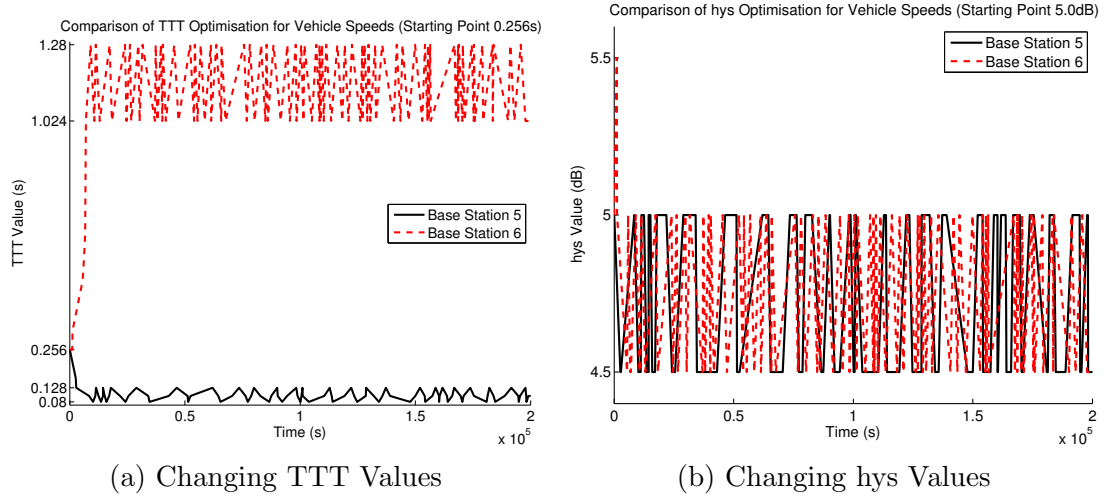 Comparison of TTT Optimisation for Vehicle Speeds (Starting Point 0.256s)
1.28
1.024
0.256
0.128
0.08
TTT Value (s)
Base Station 5
Base Station 6
0
0.5
1
1.5
2
Time (s)
x 10^5
(a) Changing TTT Values
Comparison of hys Optimisation for Vehicle Speeds (Starting Point 5.0dB)
5.5
5
4.5
hys Value (dB)
Base Station 5
Base Station 6
0
0.5
1
1.5
2
Time (s)
x 10^5
(b) Changing hys Values